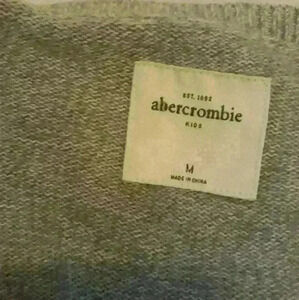 EST. 1892
abercrombie
KIDS
M
MADE IN CHINA